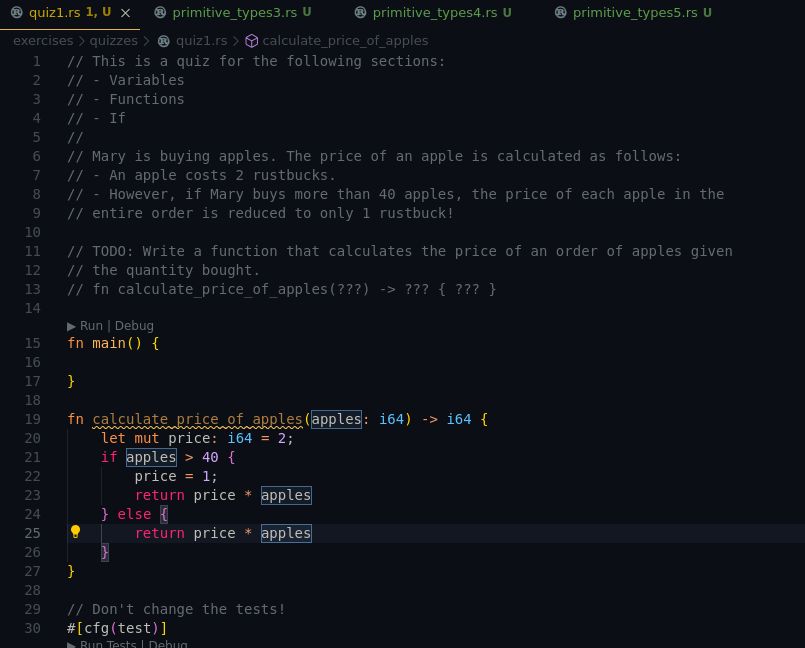 quiz1.rs 1, U × primitive_types3.rs U primitive_types4.rs U primitive_types5.rs U
exercises > quizzes > quiz1.rs > calculate_price_of_apples
1 // This is a quiz for the following sections:
2 // - Variables
3 // - Functions
4 // - If
5 //
6 // Mary is buying apples. The price of an apple is calculated as follows:
7 // - An apple costs 2 rustbucks.
8 // - However, if Mary buys more than 40 apples, the price of each apple in the
9 // entire order is reduced to only 1 rustbuck!
10
11 // TODO: Write a function that calculates the price of an order of apples given
12 // the quantity bought.
13 // fn calculate_price_of_apples(???) -> ??? { ??? }
14
▶ Run | Debug
15 fn main() {
16
17 }
18
19 fn calculate_price_of_apples(apples: i64) -> i64 {
20 let mut price: i64 = 2;
21 if apples > 40 {
22 price = 1;
23 return price * apples
24 } else {
25 return price * apples
26 }
27 }
28
29 // Don't change the tests!
30 #[cfg(test)]
▶ Run Tests | Debug